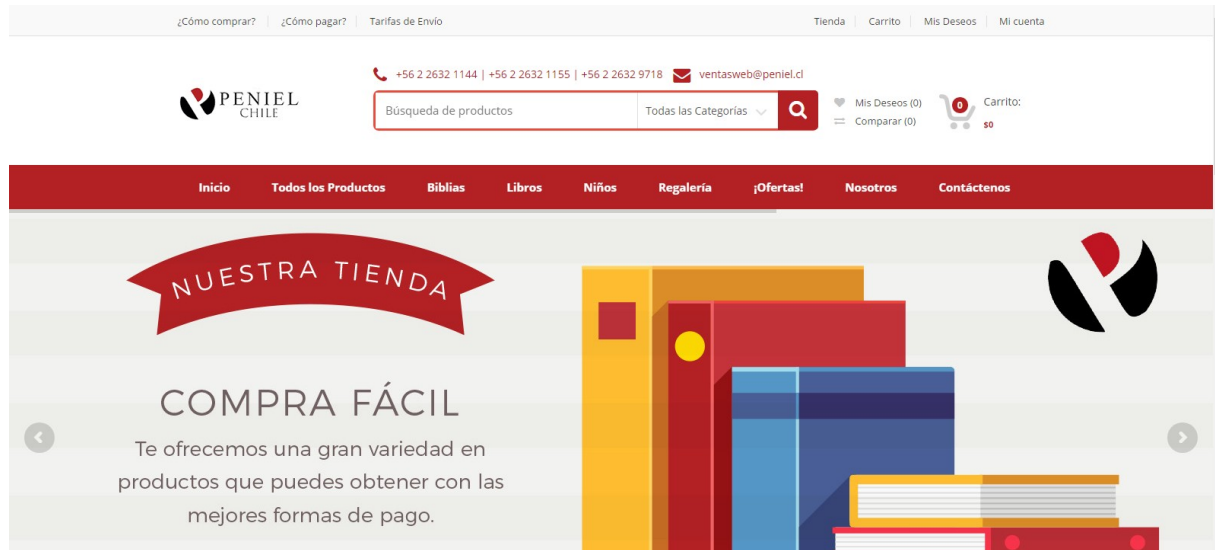 ¿Cómo comprar? ¿Cómo pagar? Tarifas de Envío Tienda Carrito Mis Deseos Mi cuenta
+56 2 2632 1144 | +56 2 2632 1155 | +56 2 2632 9718 ventasweb@peniel.cl
PENIEL
CHILE
Búsqueda de productos Todas las Categorías
Mis Deseos (0)
Comparar (0)
0
Carrito:
$0
Inicio Todos los Productos Biblias Libros Niños Regalería ¡Ofertas! Nosotros Contáctenos
NUESTRA TIENDA
COMPRA FÁCIL
Te ofrecemos una gran variedad en
productos que puedes obtener con las
mejores formas de pago.